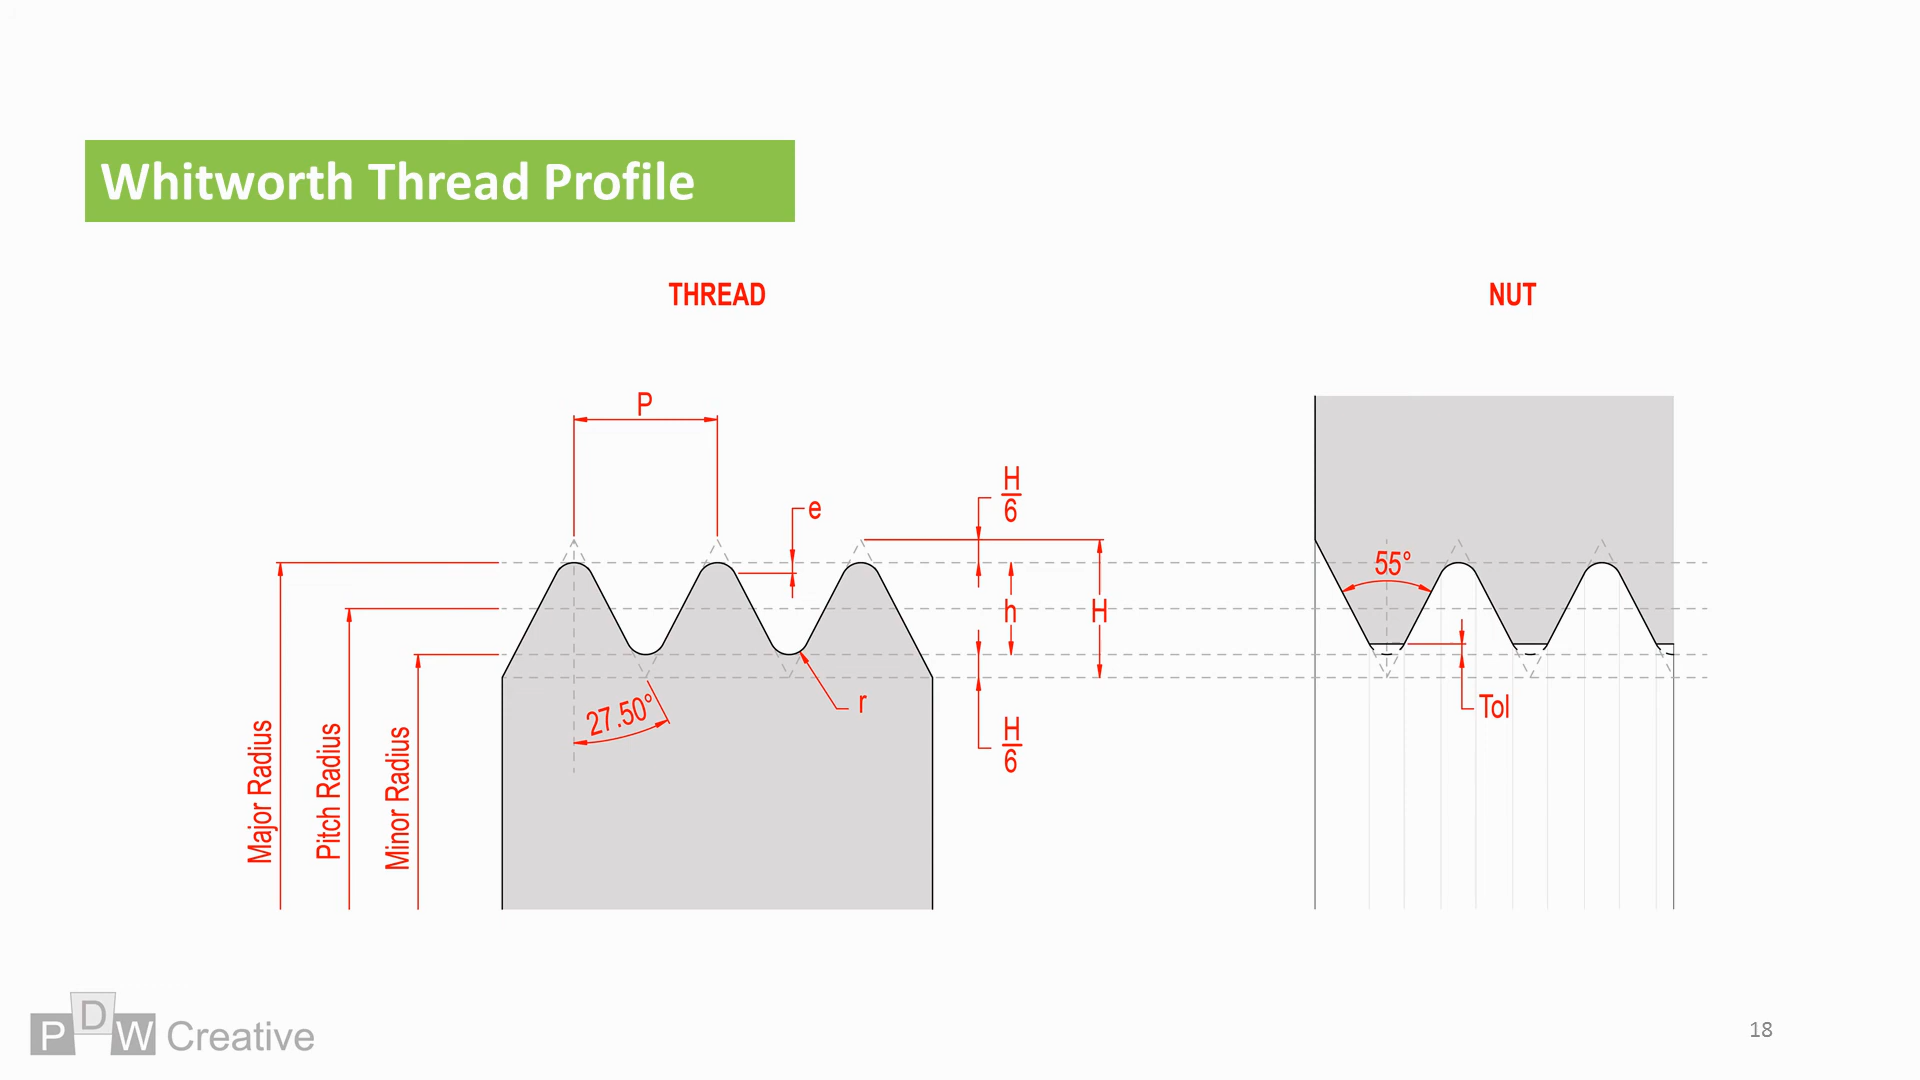 Whitworth Thread Profile
THREAD
NUT
P
e
H
6
55°
h
H
r
27.50°
Tol
H
6
Major Radius
Pitch Radius
Minor Radius
PDW Creative
18